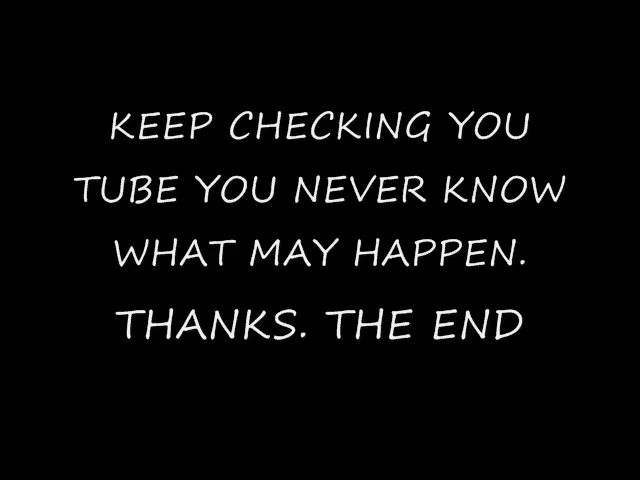 KEEP CHECKING YOU
TUBE YOU NEVER KNOW
WHAT MAY HAPPEN.
THANKS. THE END